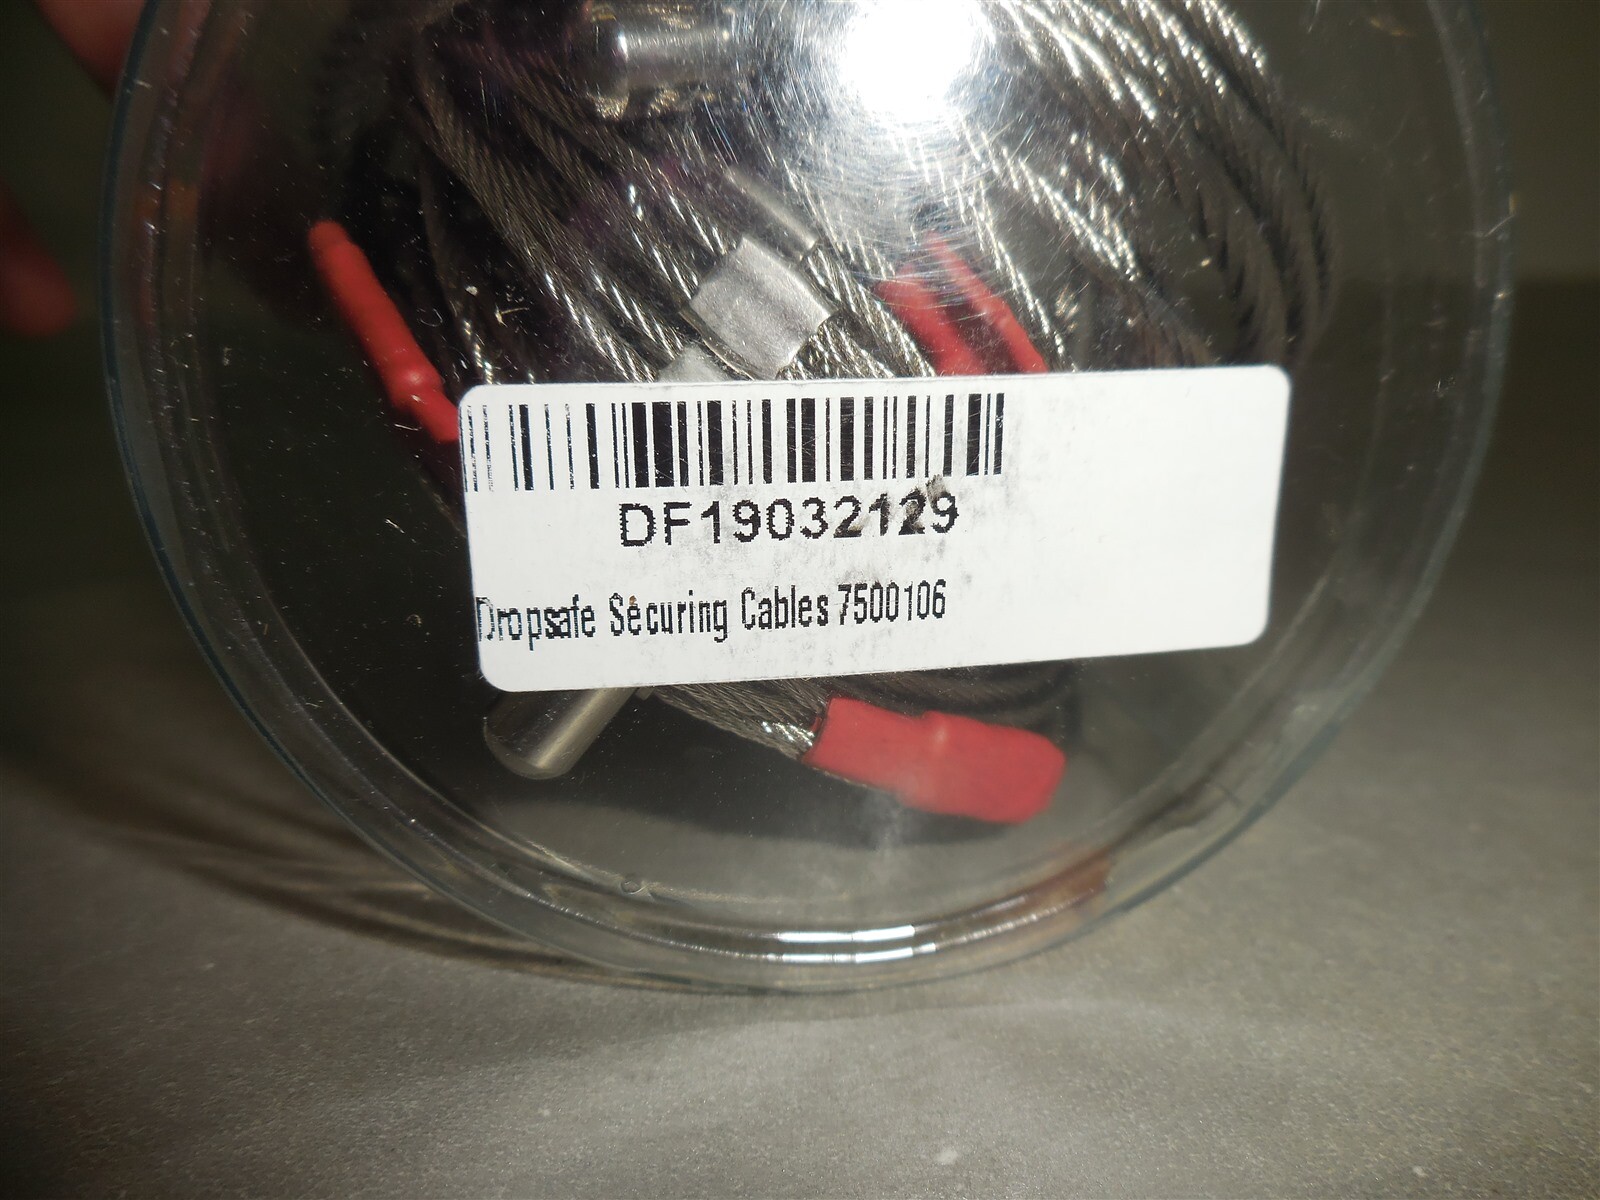 DF19032129
Dropsafe Securing Cables 7500106